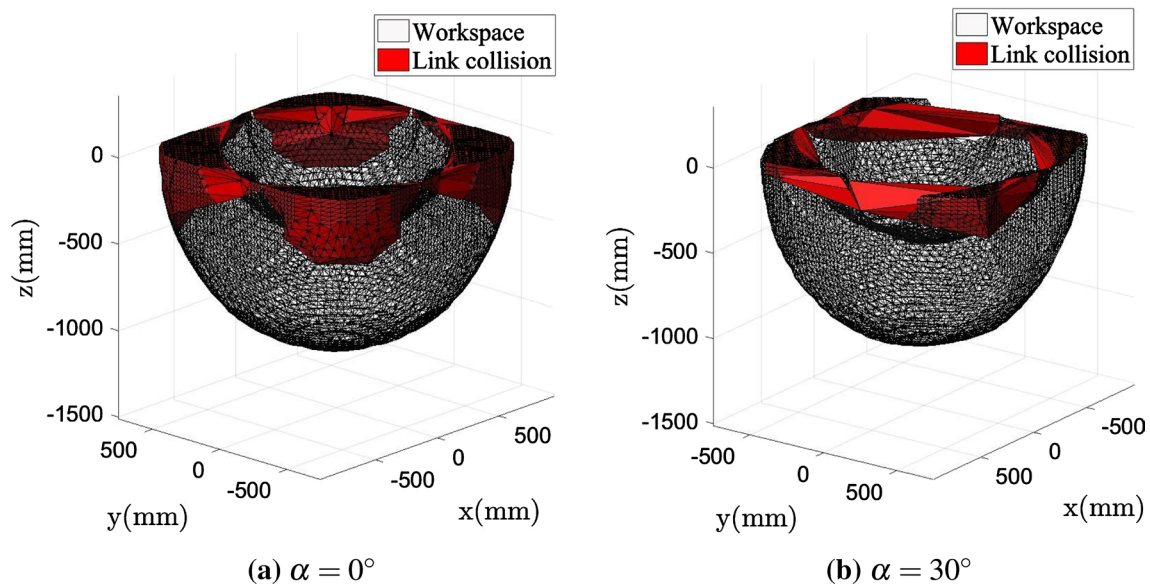 Workspace
Link collision
0
-500
-1000
-1500
z(mm)
500
0
-500
y(mm)
-500
0
500
x(mm)
(a) α = 0°
Workspace
Link collision
0
-500
-1000
-1500
z(mm)
-500
0
500
y(mm)
500
0
-500
x(mm)
(b) α = 30°